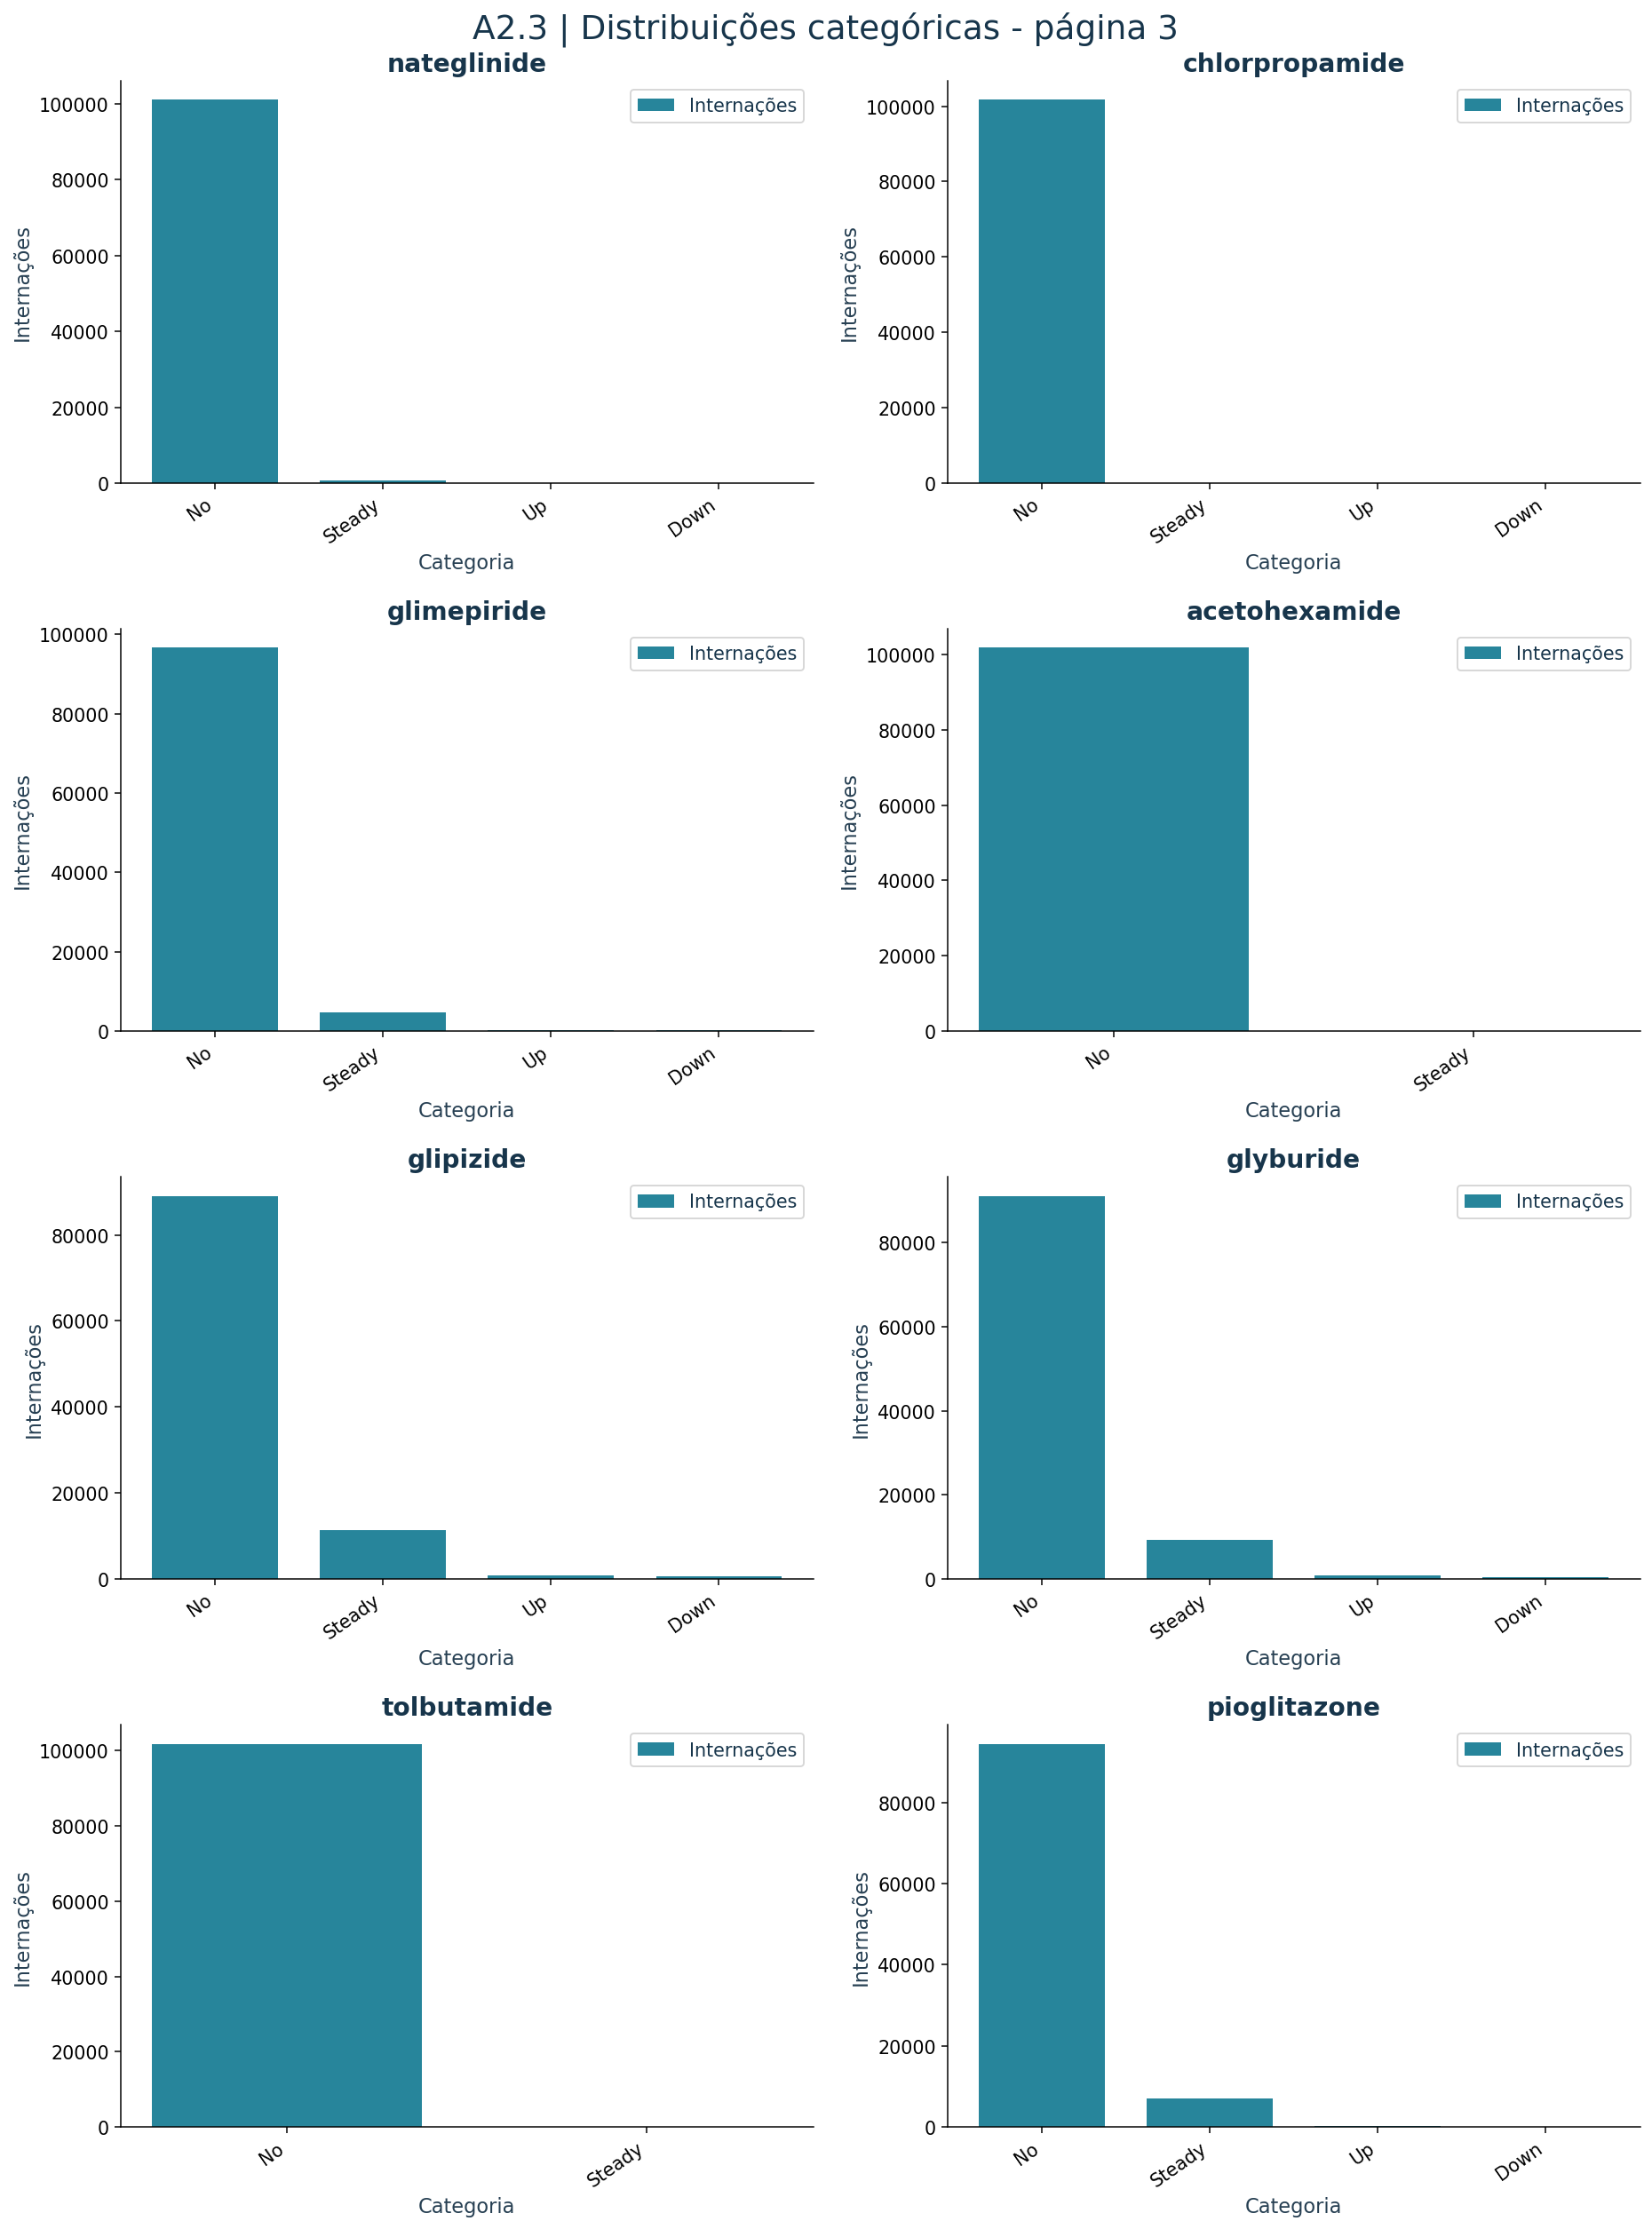 A2.3 | Distribuições categóricas - página 3
nateglinide
Internações
100000
80000
60000
40000
20000
0
Internações
No
Steady
Up
Down
Categoria
chlorpropamide
Internações
100000
80000
60000
40000
20000
0
Internações
No
Steady
Up
Down
Categoria
glimepiride
Internações
100000
80000
60000
40000
20000
0
Internações
No
Steady
Up
Down
Categoria
acetohexamide
Internações
100000
80000
60000
40000
20000
0
Internações
No
Steady
Categoria
glipizide
Internações
80000
60000
40000
20000
0
Internações
No
Steady
Up
Down
Categoria
glyburide
Internações
80000
60000
40000
20000
0
Internações
No
Steady
Up
Down
Categoria
tolbutamide
Internações
100000
80000
60000
40000
20000
0
Internações
No
Steady
Categoria
pioglitazone
Internações
80000
60000
40000
20000
0
Internações
No
Steady
Up
Down
Categoria